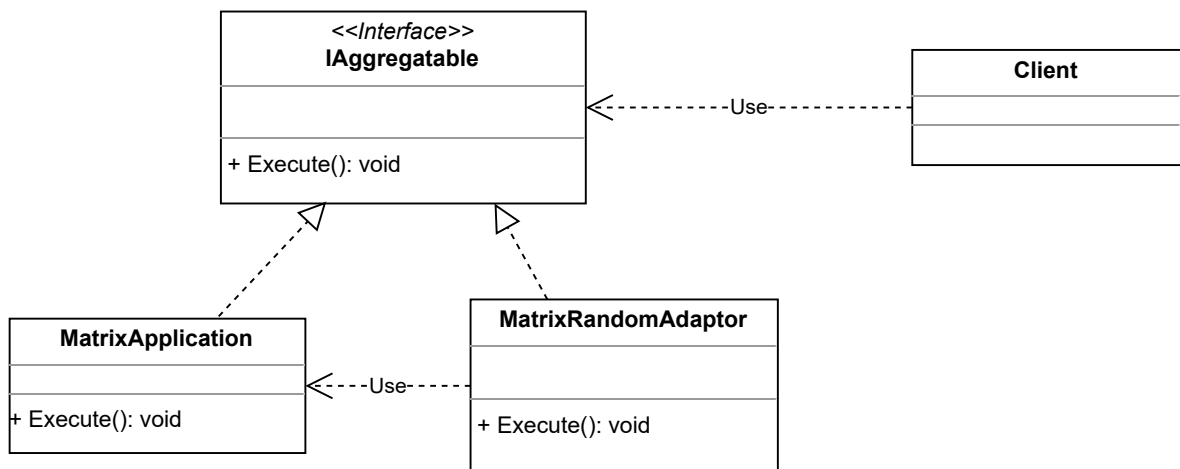 <<Interface>>
IAggregatable
+ Execute(): void
Client
Use
MatrixApplication
+ Execute(): void
Use
MatrixRandomAdaptor
+ Execute(): void